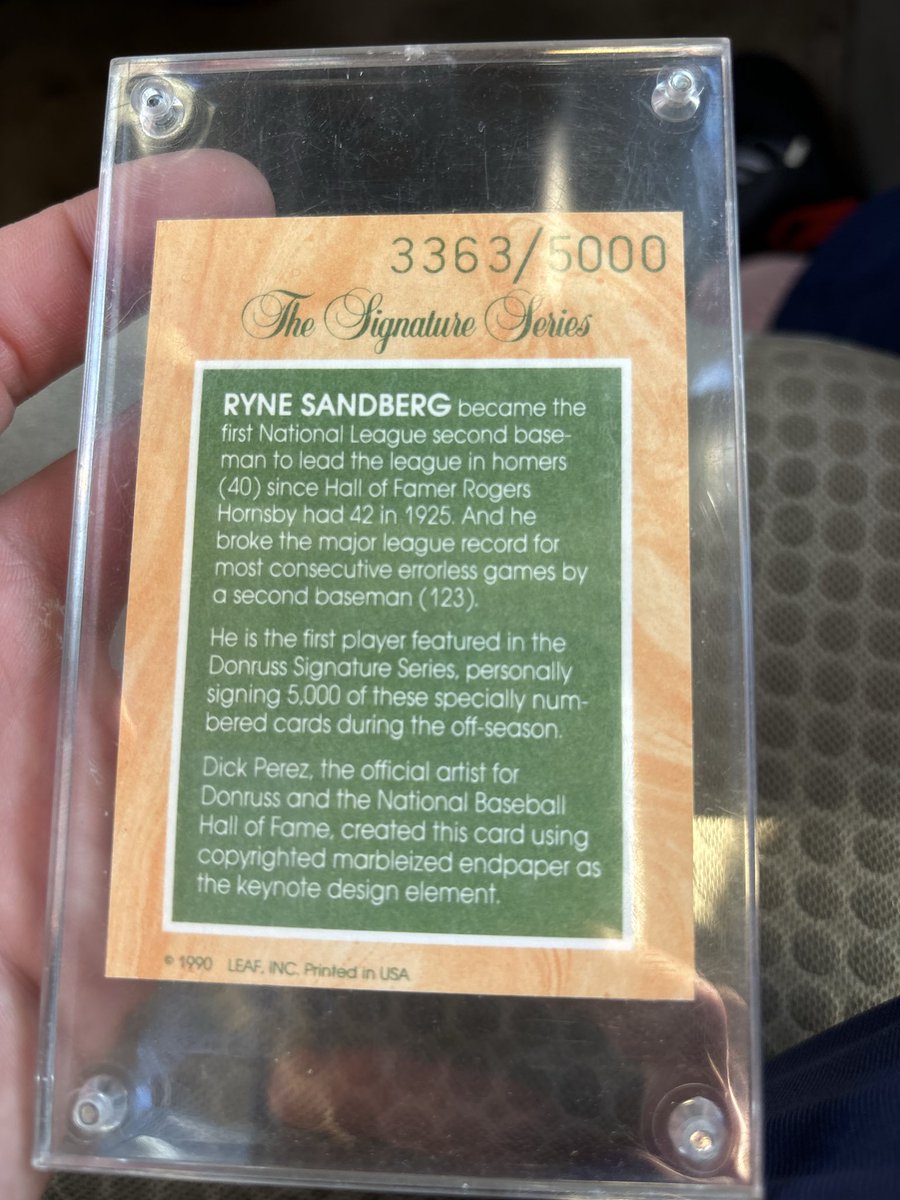 3363/5000
The Signature Series
RYNE SANDBERG became the
first National League second base-
man to lead the league in homers
(40) since Hall of Famer Rogers
Hornsby had 42 in 1925. And he
broke the major league record for
most consecutive errorless games by
a second baseman (123).
He is the first player featured in the
Donruss Signature Series, personally
signing 5,000 of these specially num-
bered cards during the off-season.
Dick Perez, the official artist for
Donruss and the National Baseball
Hall of Fame, created this card using
copyrighted marbleized endpaper as
the keynote design element.
© 1990 LEAF, INC. Printed in USA